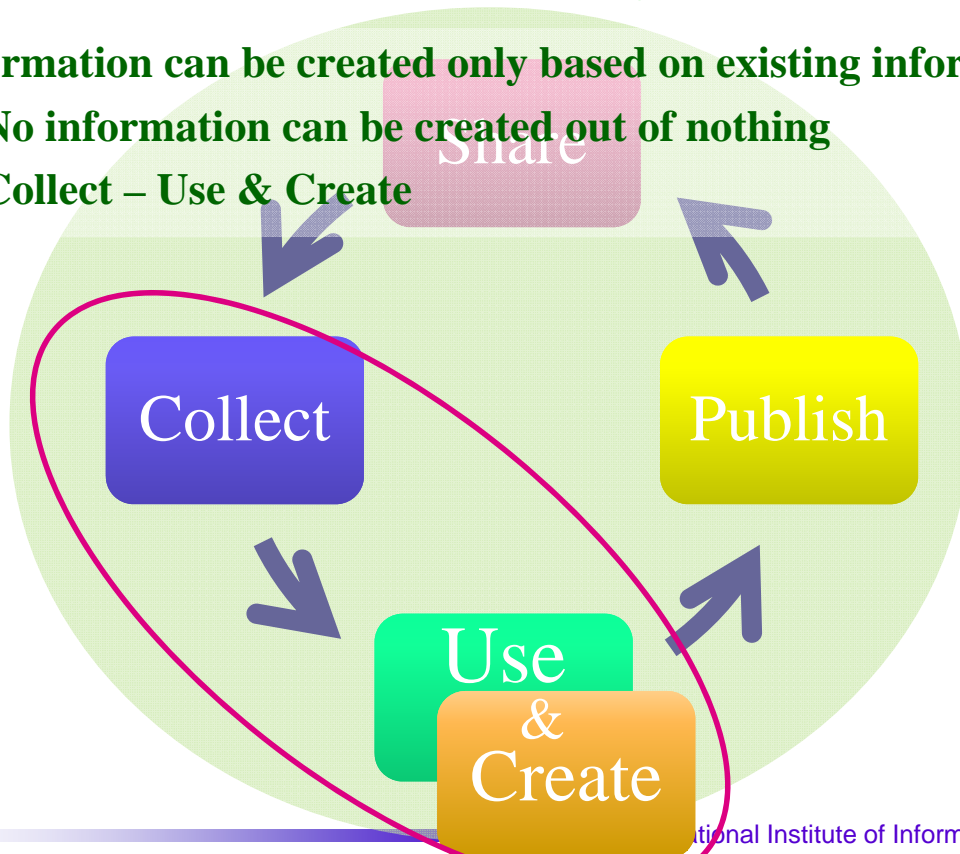 rmation can be created only based on existing infor
No information can be created out of nothing
Collect – Use & Create
Share
Collect
Publish
Use
&
Create
tional Institute of Inform